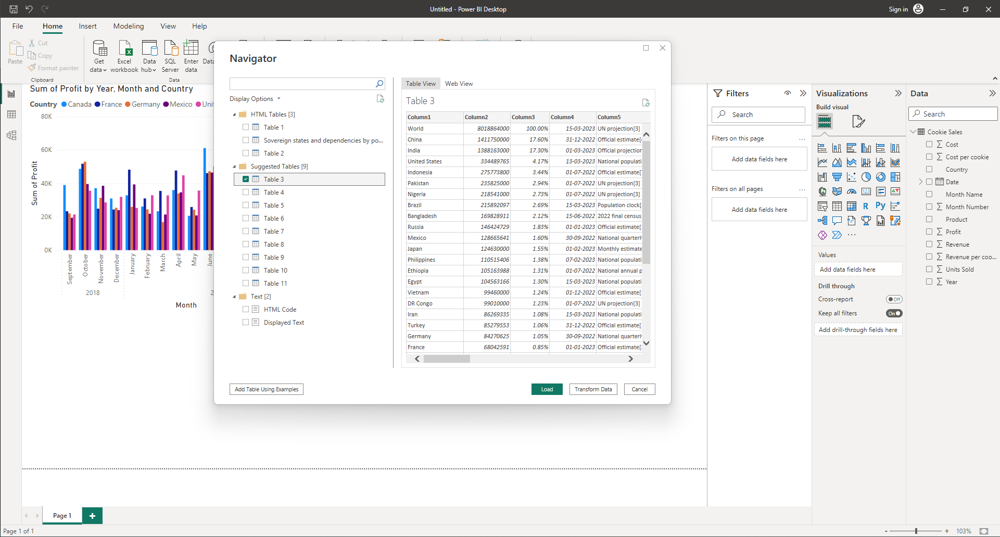 Untitled - Power BI Desktop
Sign in
File
Home
Insert
Modeling
View
Help
Paste
Cut
Copy
Format painter
Clipboard
Get data
Excel workbook
Data hub
SQL Server
Enter data
Data
Sum of Profit by Year, Month and Country
Country Canada France Germany Mexico
80K
60K
40K
20K
0K
Sum of Profit
September
October
November
December
January
February
March
April
May
June
2018
Month
Navigator
Display Options
HTML Tables [3]
Table 1
Sovereign states and dependencies by po...
Table 2
Suggested Tables [9]
Table 3
Table 4
Table 5
Table 6
Table 7
Table 8
Table 9
Table 10
Table 11
Text [2]
HTML Code
Displayed Text
Add Table Using Examples
Table View
Web View
Table 3
Column1 Column2 Column3 Column4 Column5
World 8018864000 100.00% 15-03-2023 UN projection[3]
China 1411750000 17.60% 31-12-2022 Official estimate[
India 1388163000 17.30% 01-03-2023 Official projection
United States 334489765 4.17% 13-03-2023 National populati
Indonesia 275773800 3.44% 01-07-2022 Official estimate[
Pakistan 235825000 2.94% 01-07-2022 UN projection[3]
Nigeria 218541000 2.73% 01-07-2022 UN projection[3]
Brazil 215892097 2.69% 15-03-2023 Population clock[
Bangladesh 169828911 2.12% 15-06-2022 2022 final census
Russia 146424729 1.83% 01-01-2023 Official estimate[
Mexico 128665641 1.60% 30-09-2022 National quarterl
Japan 124630000 1.55% 01-02-2023 Monthly estimate
Philippines 110515406 1.38% 07-02-2023 National populati
Ethiopia 105163988 1.31% 01-07-2022 National annual p
Egypt 104563166 1.30% 15-03-2023 National populati
Vietnam 99460000 1.24% 01-12-2022 Official estimate[
DR Congo 99010000 1.23% 01-07-2022 UN projection[3]
Iran 86269335 1.08% 15-03-2023 National populati
Turkey 85279553 1.06% 31-12-2022 Official estimate[
Germany 84270625 1.05% 30-09-2022 National quarterl
France 68042591 0.85% 01-01-2023 Official estimate[
Load
Transform Data
Cancel
Filters
Search
Filters on this page ...
Add data fields here
Filters on all pages ...
Add data fields here
Visualizations
Build visual
123
R
Py
...
Values
Add data fields here
Drill through
Cross-report Off
Keep all filters On
Add drill-through fields here
Data
Search
Cookie Sales
Cost
Cost per cookie
Country
Date
Month Name
Month Number
Product
Profit
Revenue
Revenue per coo...
Units Sold
Year
Page 1
Page 1 of 1
- + 103%